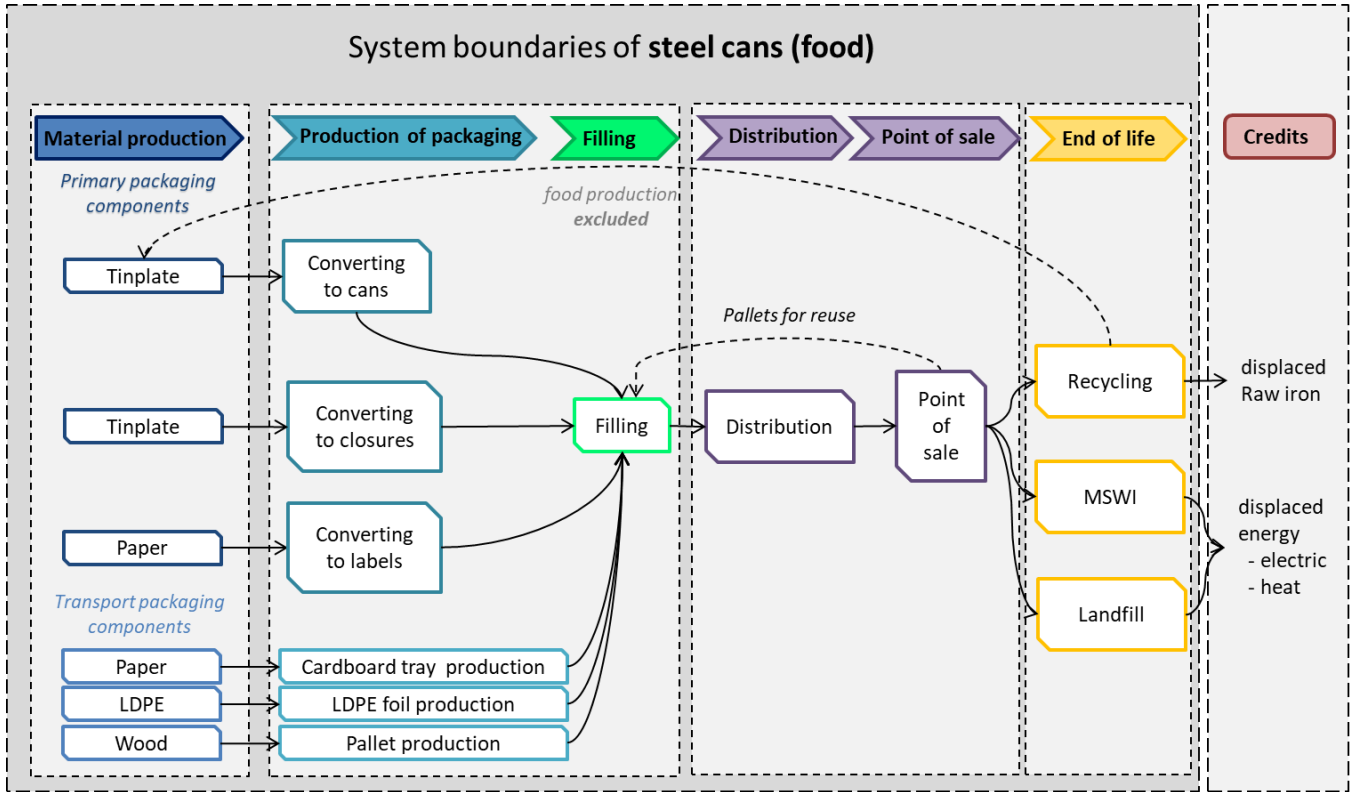 System boundaries of steel cans (food)
Material production
Production of packaging
Filling
Distribution
Point of sale
End of life
Credits
Primary packaging
components
food production
excluded
Tinplate
Converting
to cans
Pallets for reuse
Tinplate
Converting
to closures
Filling
Distribution
Point
of
sale
Recycling
displaced
Raw iron
MSWI
displaced
energy
- electric
- heat
Paper
Converting
to labels
Landfill
Transport packaging
components
Paper
Cardboard tray production
LDPE
LDPE foil production
Wood
Pallet production